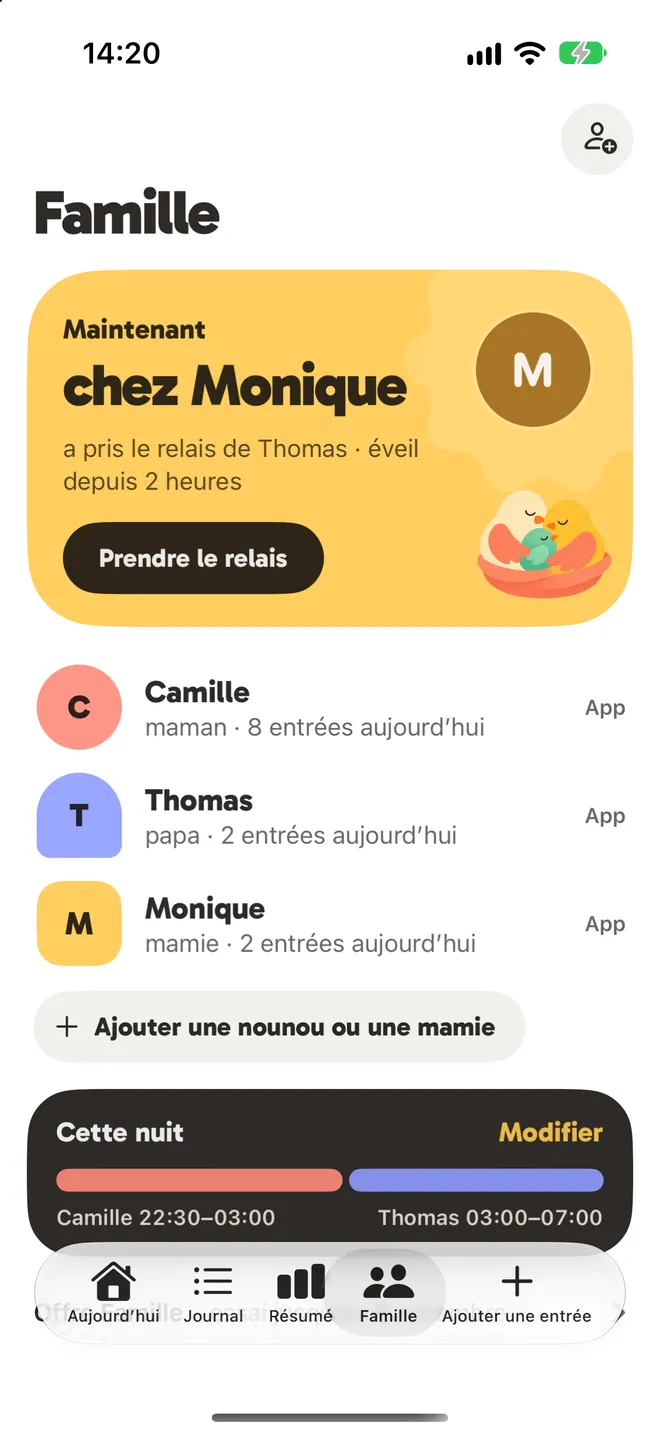 14:20
Famille
Maintenant
chez Monique
M
a pris le relais de Thomas · éveil
depuis 2 heures
Prendre le relais
C
Camille
maman · 8 entrées aujourd’hui
App
T
Thomas
papa · 2 entrées aujourd’hui
App
M
Monique
mamie · 2 entrées aujourd’hui
App
Ajouter une nounou ou une mamie
Cette nuit
Modifier
Camille 22:30–03:00
Thomas 03:00–07:00
Offre Famille
Aujourd’hui
Journal
Résumé
Famille
Ajouter une entrée